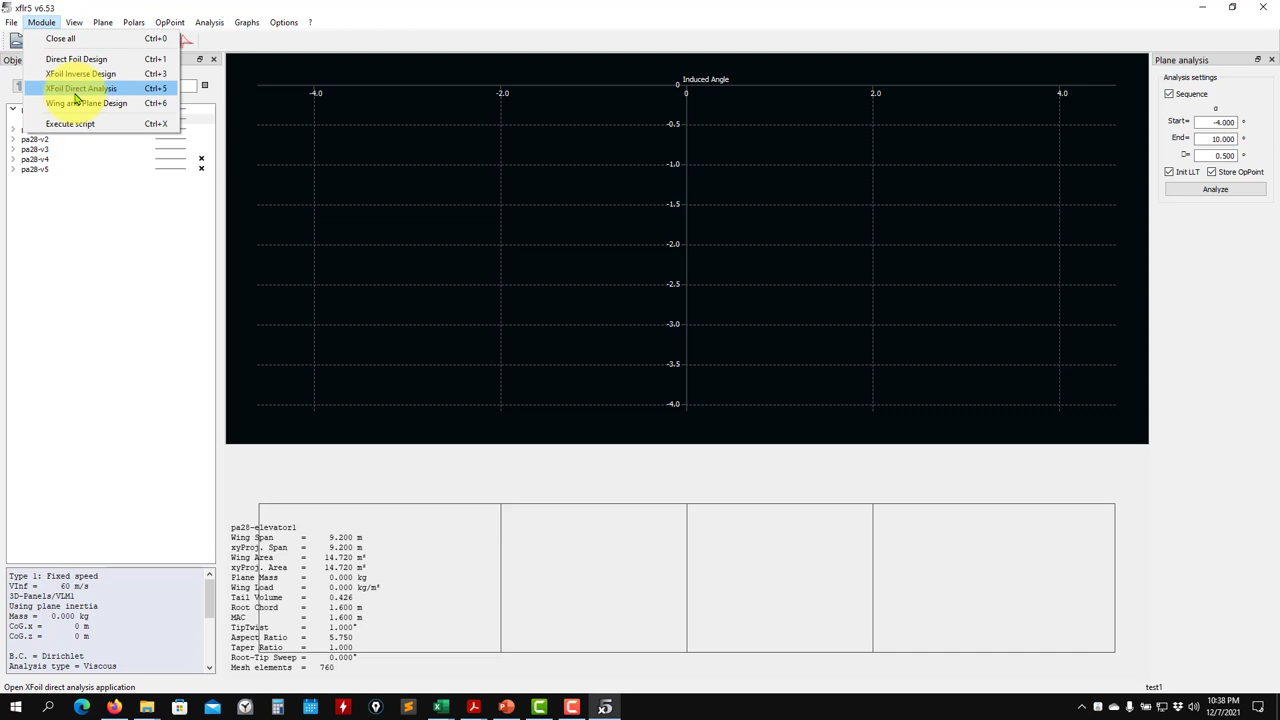 xflr5 v6.53
File Module View Plane Polars OpPoint Analysis Graphs Options ?
Close all Ctrl+0
Direct Foil Design Ctrl+1
XFoil Inverse Design Ctrl+3
XFoil Direct Analysis Ctrl+5
Wing and Plane Design Ctrl+6
Execute script Ctrl+X
Obje
pa28-v2
pa28-v3
pa28-v4
pa28-v5
Type 1: Fixed speed
VInf = 60 m/s
3D-Panels/VLM1
Using plane inertia
Mass = 0.000 kg
CoG.x = 0 m
CoG.z = 0 m
B.C. = Dirichlet
Analysis type = Viscous
Induced Angle
-4.0 -2.0 0 2.0 4.0
0
-0.5
-1.0
-1.5
-2.0
-2.5
-3.0
-3.5
-4.0
pa28-elevator1
Wing Span = 9.200 m
xyProj. Span = 9.200 m
Wing Area = 14.720 m²
xyProj. Area = 14.720 m²
Plane Mass = 0.000 kg
Wing Load = 0.000 kg/m²
Tail Volume = 0.426
Root Chord = 1.600 m
MAC = 1.600 m
TipTwist = 1.000°
Aspect Ratio = 5.750
Taper Ratio = 1.000
Root-Tip Sweep = 0.000°
Mesh elements = 760
Plane analysis
Analysis settings
Sequence
α
Start= -4.000 °
End= 10.000 °
= 0.500 °
Init LLT Store OpPoint
Analyze
Open XFoil direct analysis application
test1
10:38 PM
12/7/2021